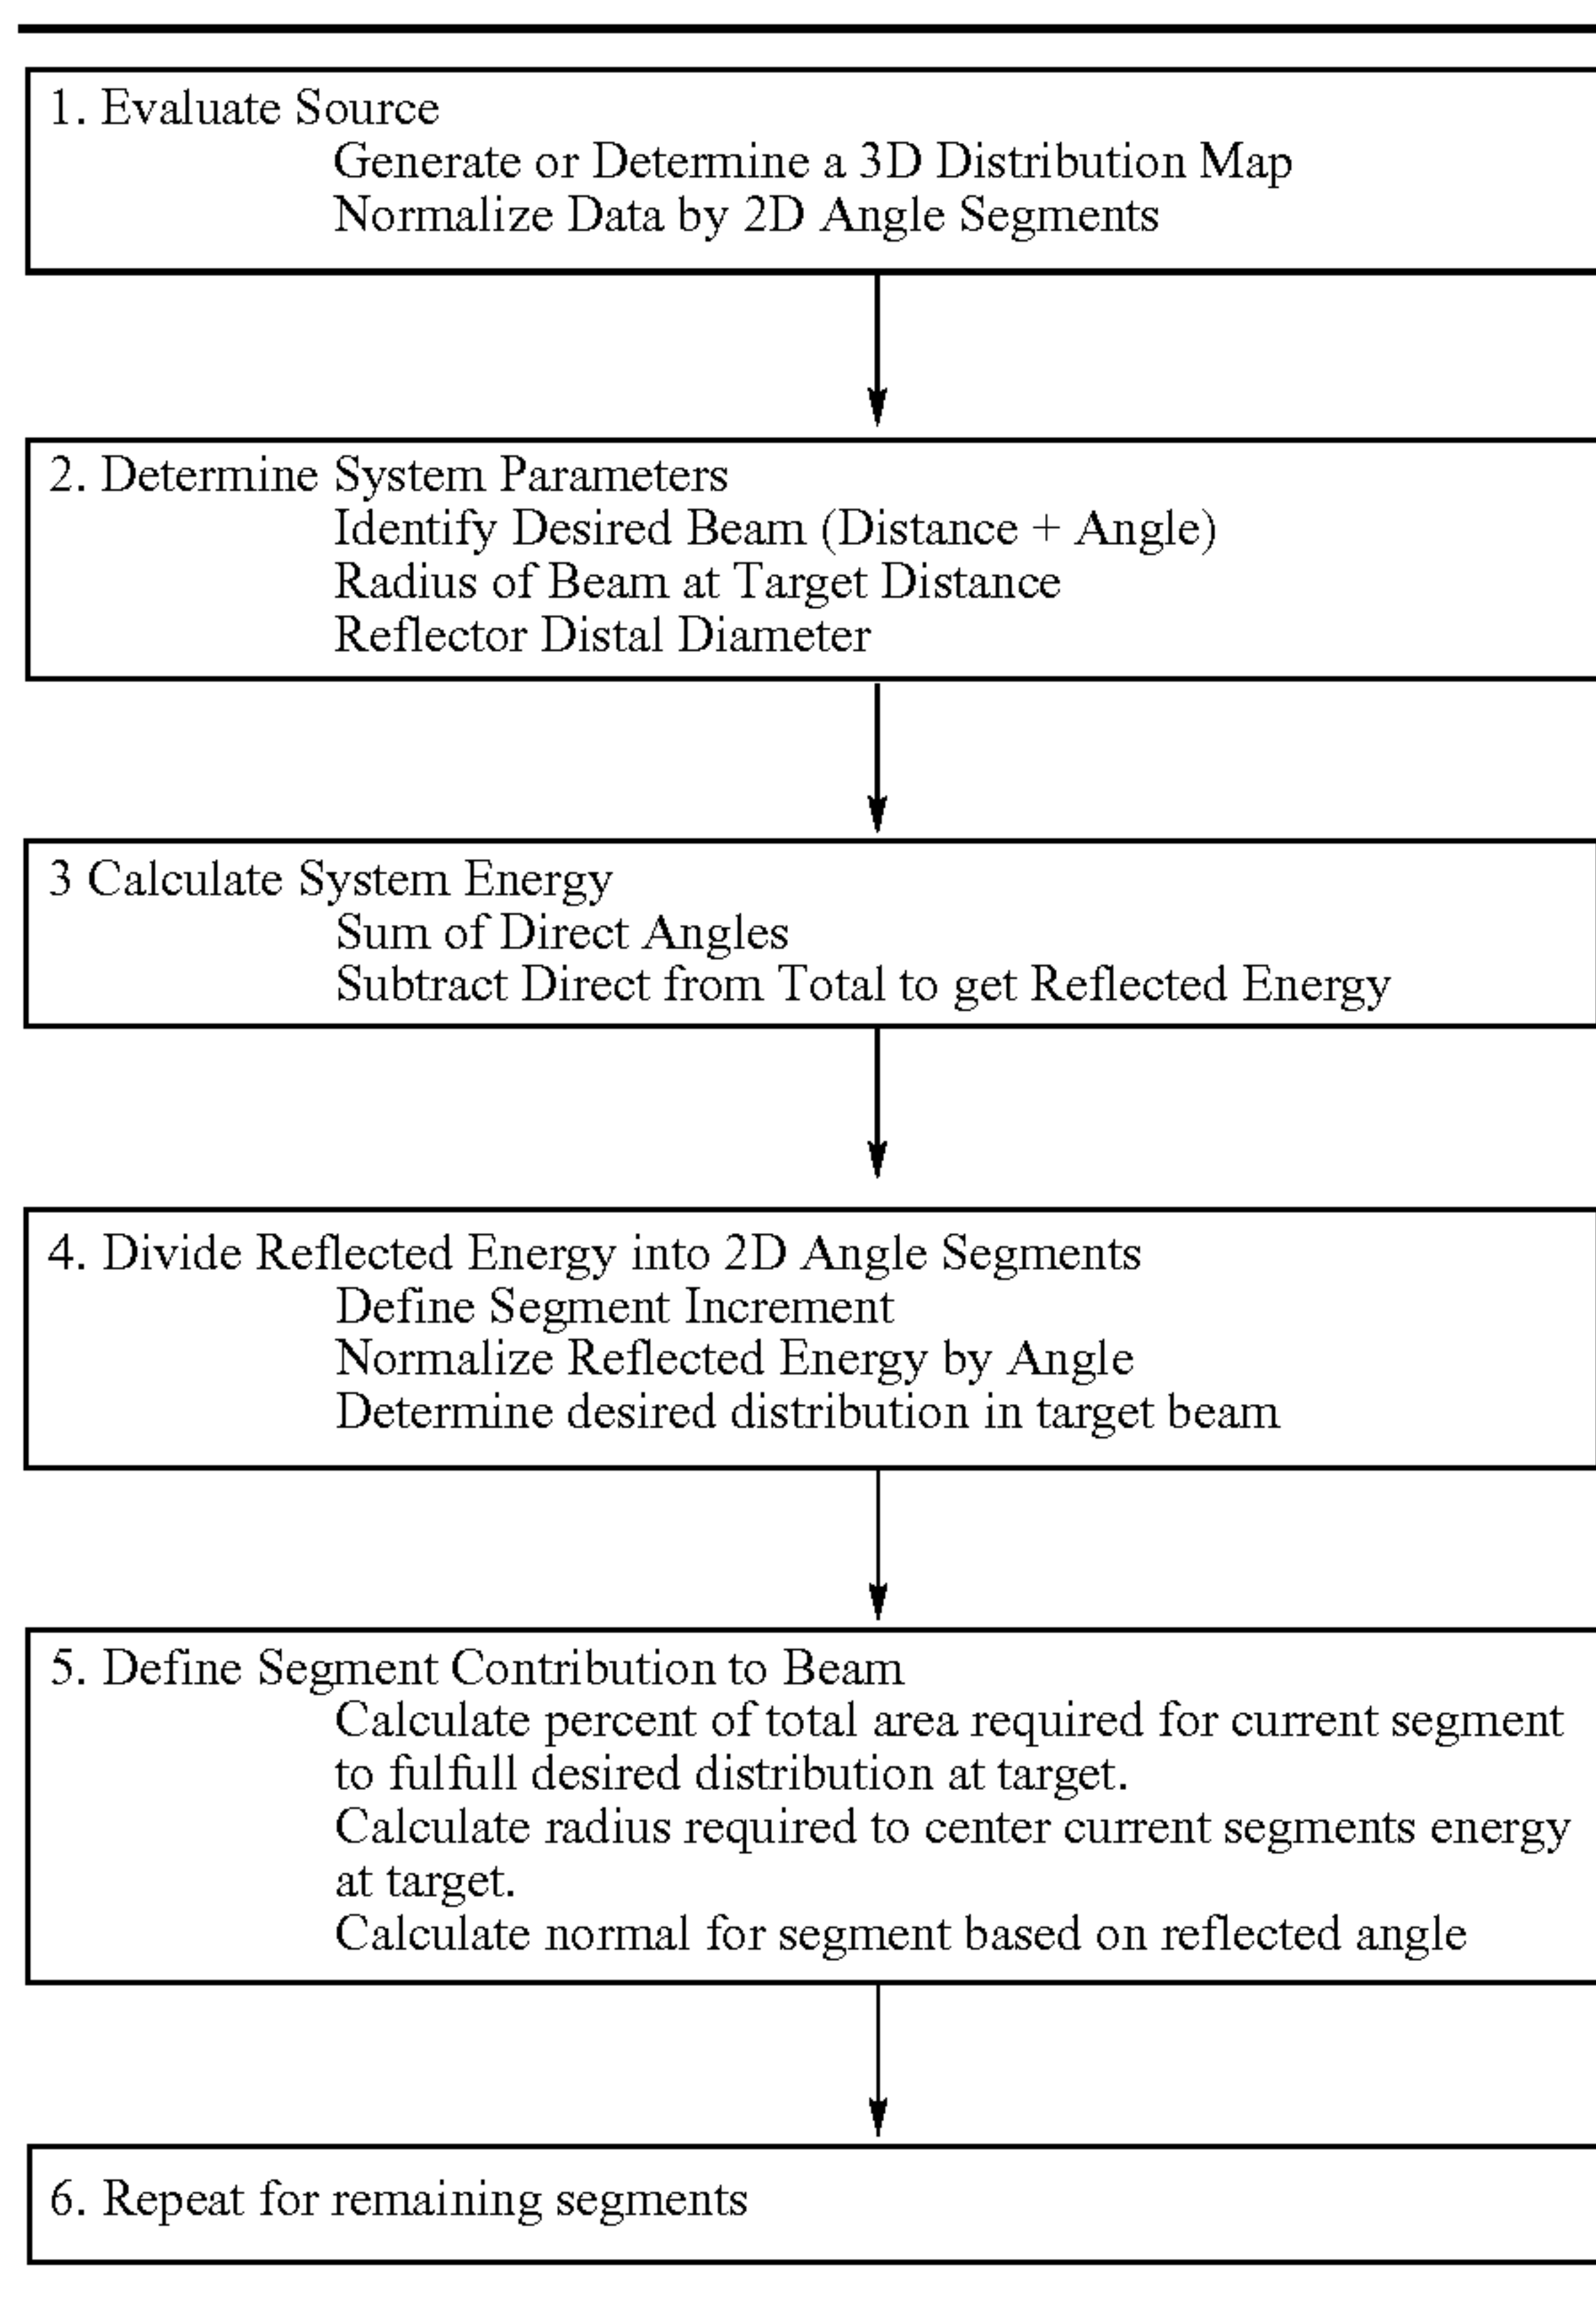 1. Evaluate Source
Generate or Determine a 3D Distribution Map
Normalize Data by 2D Angle Segments
2. Determine System Parameters
Identify Desired Beam (Distance + Angle)
Radius of Beam at Target Distance
Reflector Distal Diameter
3 Calculate System Energy
Sum of Direct Angles
Subtract Direct from Total to get Reflected Energy
4. Divide Reflected Energy into 2D Angle Segments
Define Segment Increment
Normalize Reflected Energy by Angle
Determine desired distribution in target beam
5. Define Segment Contribution to Beam
Calculate percent of total area required for current segment
to fulfull desired distribution at target.
Calculate radius required to center current segments energy
at target.
Calculate normal for segment based on reflected angle
6. Repeat for remaining segments